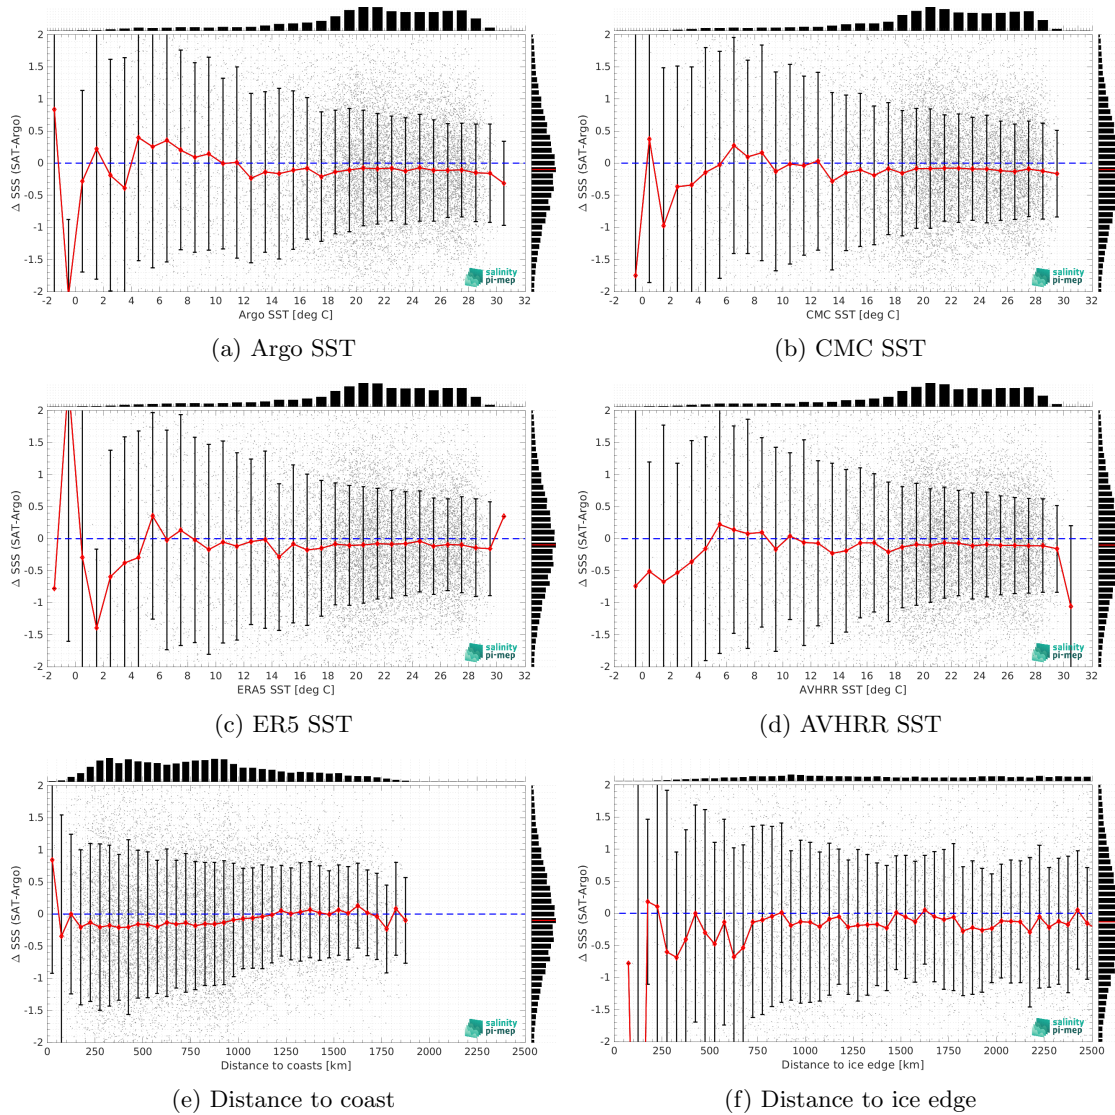 2
1.5
1
0.5
0
-0.5
-1
-1.5
-2
Δ SSS (SAT-Argo)
-2 0 2 4 6 8 10 12 14 16 18 20 22 24 26 28 30 32
Argo SST [deg C]
salinity
pi-mep
(a) Argo SST
2
1.5
1
0.5
0
-0.5
-1
-1.5
-2
Δ SSS (SAT-Argo)
-2 0 2 4 6 8 10 12 14 16 18 20 22 24 26 28 30 32
CMC SST [deg C]
salinity
pi-mep
(b) CMC SST
2
1.5
1
0.5
0
-0.5
-1
-1.5
-2
Δ SSS (SAT-Argo)
-2 0 2 4 6 8 10 12 14 16 18 20 22 24 26 28 30 32
ERA5 SST [deg C]
salinity
pi-mep
(c) ER5 SST
2
1.5
1
0.5
0
-0.5
-1
-1.5
-2
Δ SSS (SAT-Argo)
-2 0 2 4 6 8 10 12 14 16 18 20 22 24 26 28 30 32
AVHRR SST [deg C]
salinity
pi-mep
(d) AVHRR SST
2
1.5
1
0.5
0
-0.5
-1
-1.5
-2
Δ SSS (SAT-Argo)
0 250 500 750 1000 1250 1500 1750 2000 2250 2500
Distance to coasts [km]
salinity
pi-mep
(e) Distance to coast
2
1.5
1
0.5
0
-0.5
-1
-1.5
-2
Δ SSS (SAT-Argo)
0 250 500 750 1000 1250 1500 1750 2000 2250 2500
Distance to ice edge [km]
salinity
pi-mep
(f) Distance to ice edge